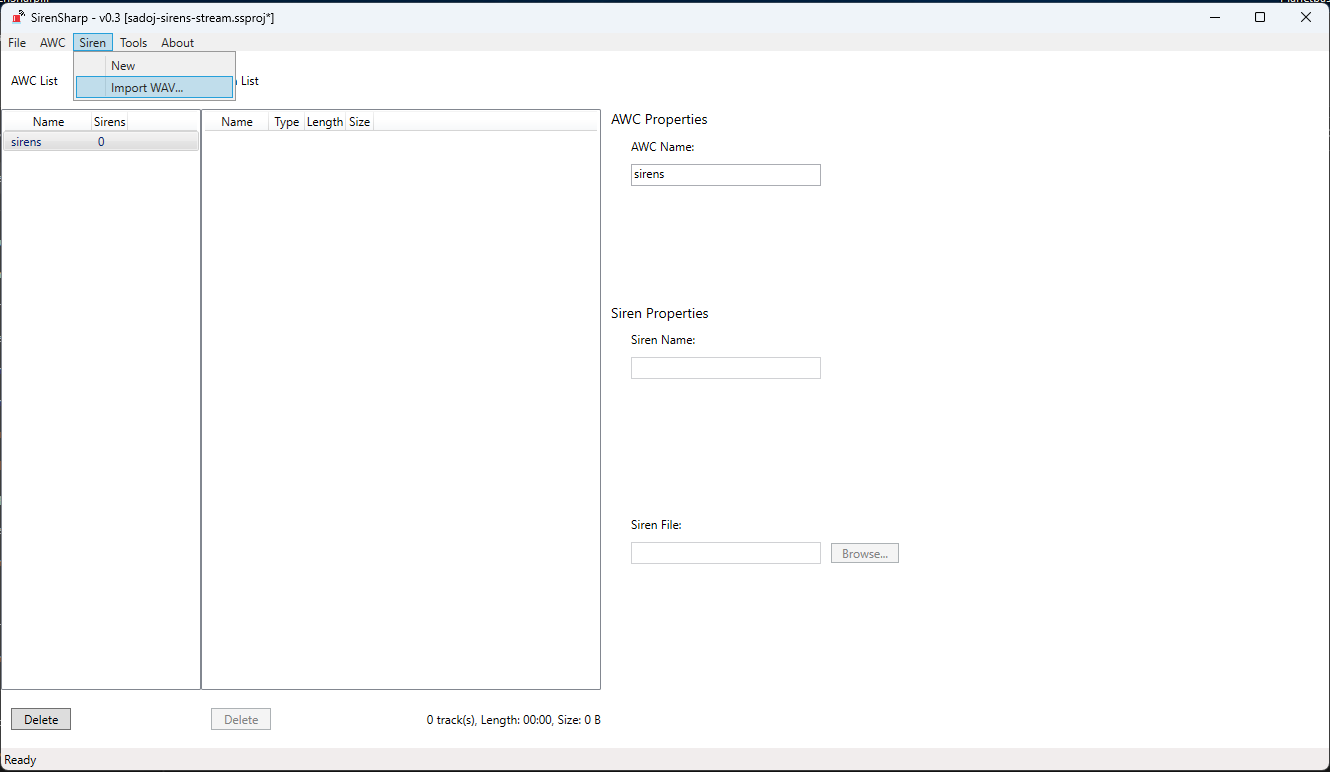 SirenSharp - v0.3 [sadoj-sirens-stream.ssproj*]
File AWC Siren Tools About
New
Import WAV...
AWC List
List
Name Sirens
sirens 0
Name Type Length Size
AWC Properties
AWC Name:
sirens
Siren Properties
Siren Name:
Siren File:
Browse...
Delete
Delete
0 track(s), Length: 00:00, Size: 0 B
Ready